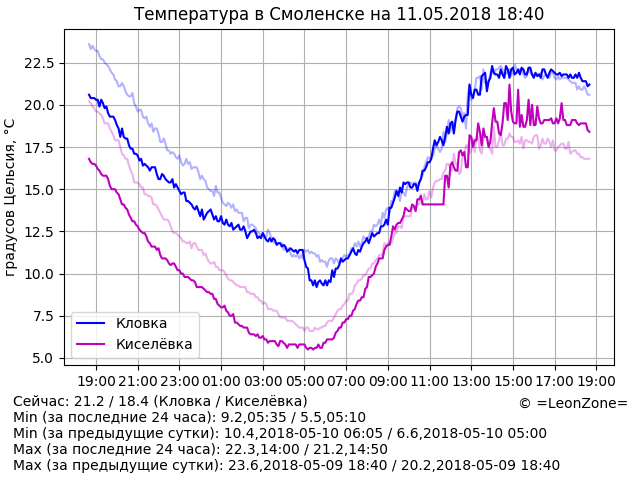 Температура в Смоленске на 11.05.2018 18:40
градусов Цельсия, °C
22.5
20.0
17.5
15.0
12.5
10.0
7.5
5.0
Кловка
Киселёвка
19:00 21:00 23:00 01:00 03:00 05:00 07:00 09:00 11:00 13:00 15:00 17:00 19:00
Сейчас: 21.2 / 18.4 (Кловка / Киселёвка)
© =LeonZone=
Min (за последние 24 часа): 9.2,05:35 / 5.5,05:10
Min (за предыдущие сутки): 10.4,2018-05-10 06:05 / 6.6,2018-05-10 05:00
Max (за последние 24 часа): 22.3,14:00 / 21.2,14:50
Max (за предыдущие сутки): 23.6,2018-05-09 18:40 / 20.2,2018-05-09 18:40